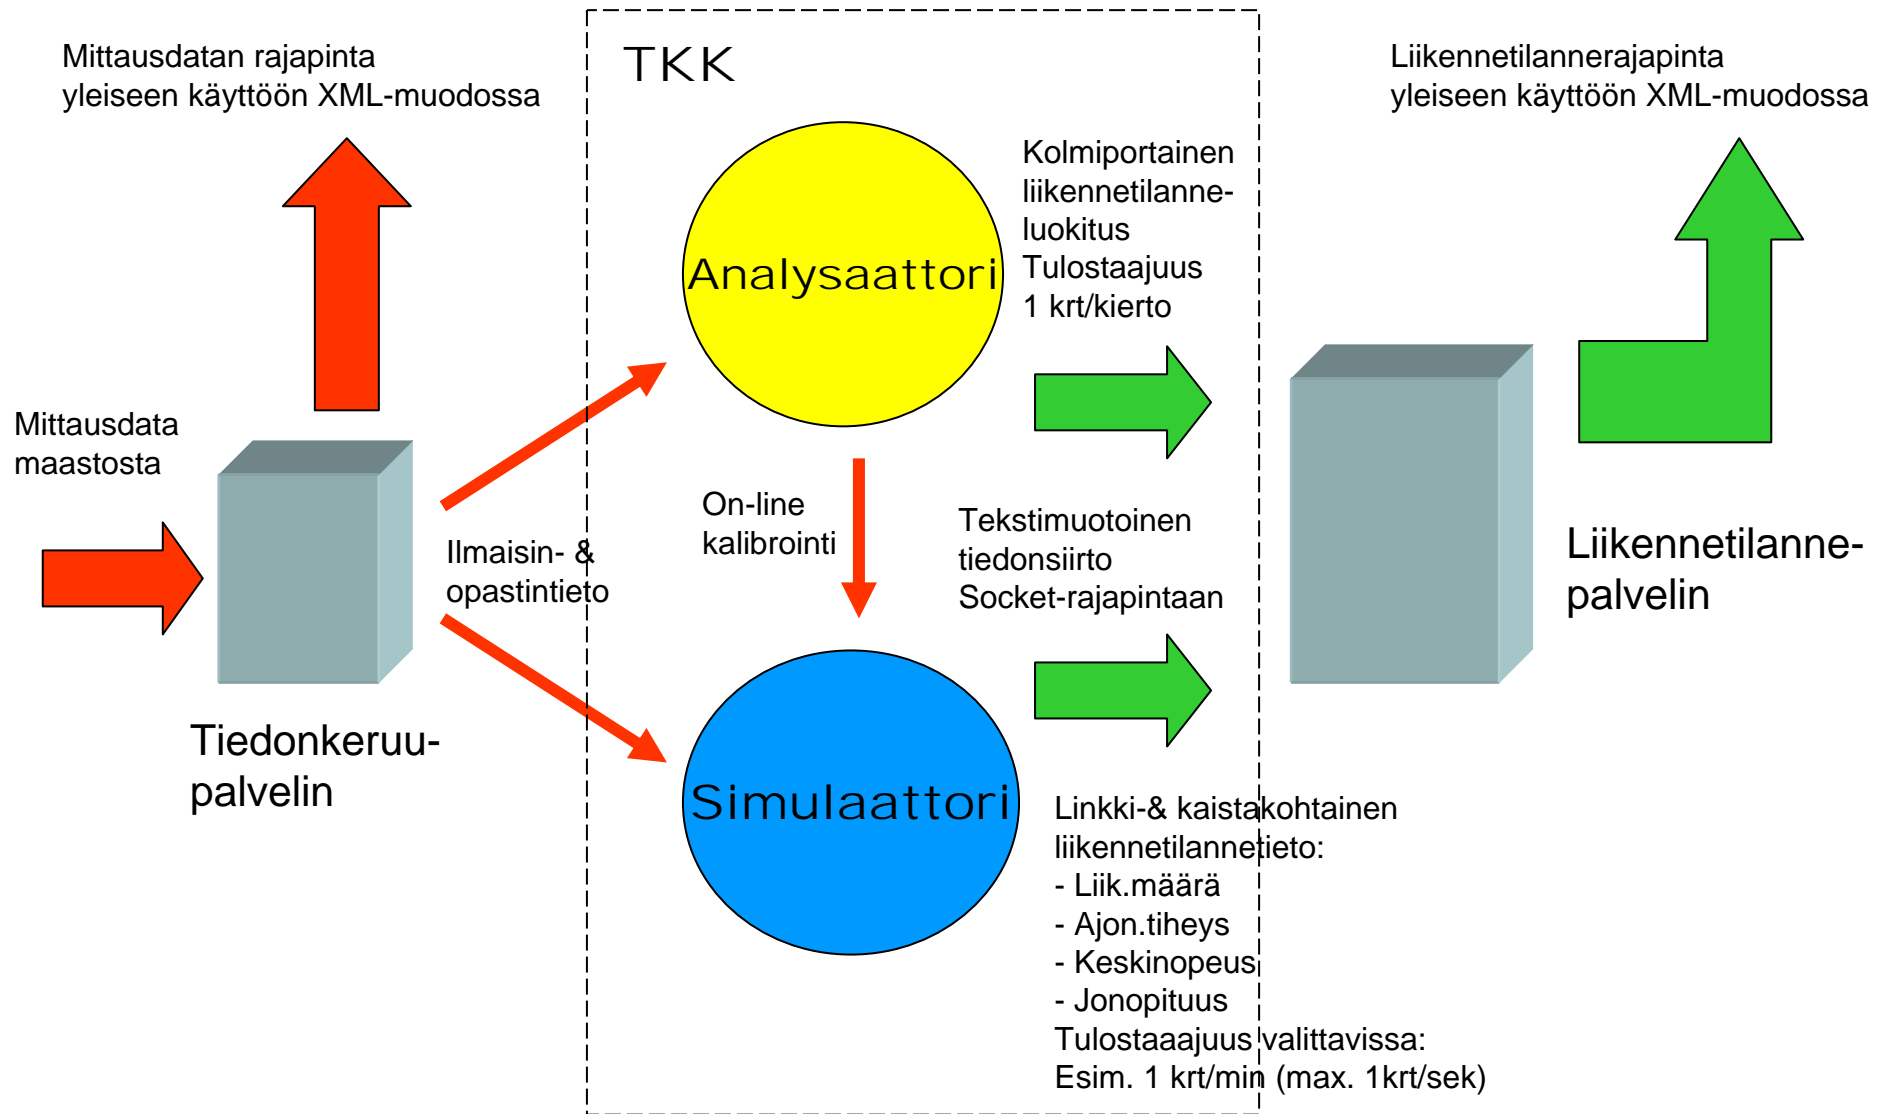 Mittausdatan rajapinta
yleiseen käyttöön XML-muodossa
TKK
Liikennetilannerajapinta
yleiseen käyttöön XML-muodossa
Analysaattori
Kolmiportainen
liikennetilanne-
luokitus
Tulostaajuus
1 krt/kierto
Mittausdata
maastosta
Ilmaisin- &
opastintieto
On-line
kalibrointi
Tekstimuotoinen
tiedonsiirto
Socket-rajapintaan
Liikennetilanne-
palvelin
Tiedonkeruu-
palvelin
Simulaattori
Linkki-& kaistakohtainen
liikennetilannetieto:
- Liik.määrä
- Ajon.tiheys
- Keskinopeus
- Jonopituus
Tulostaaajuus valittavissa:
Esim. 1 krt/min (max. 1krt/sek)